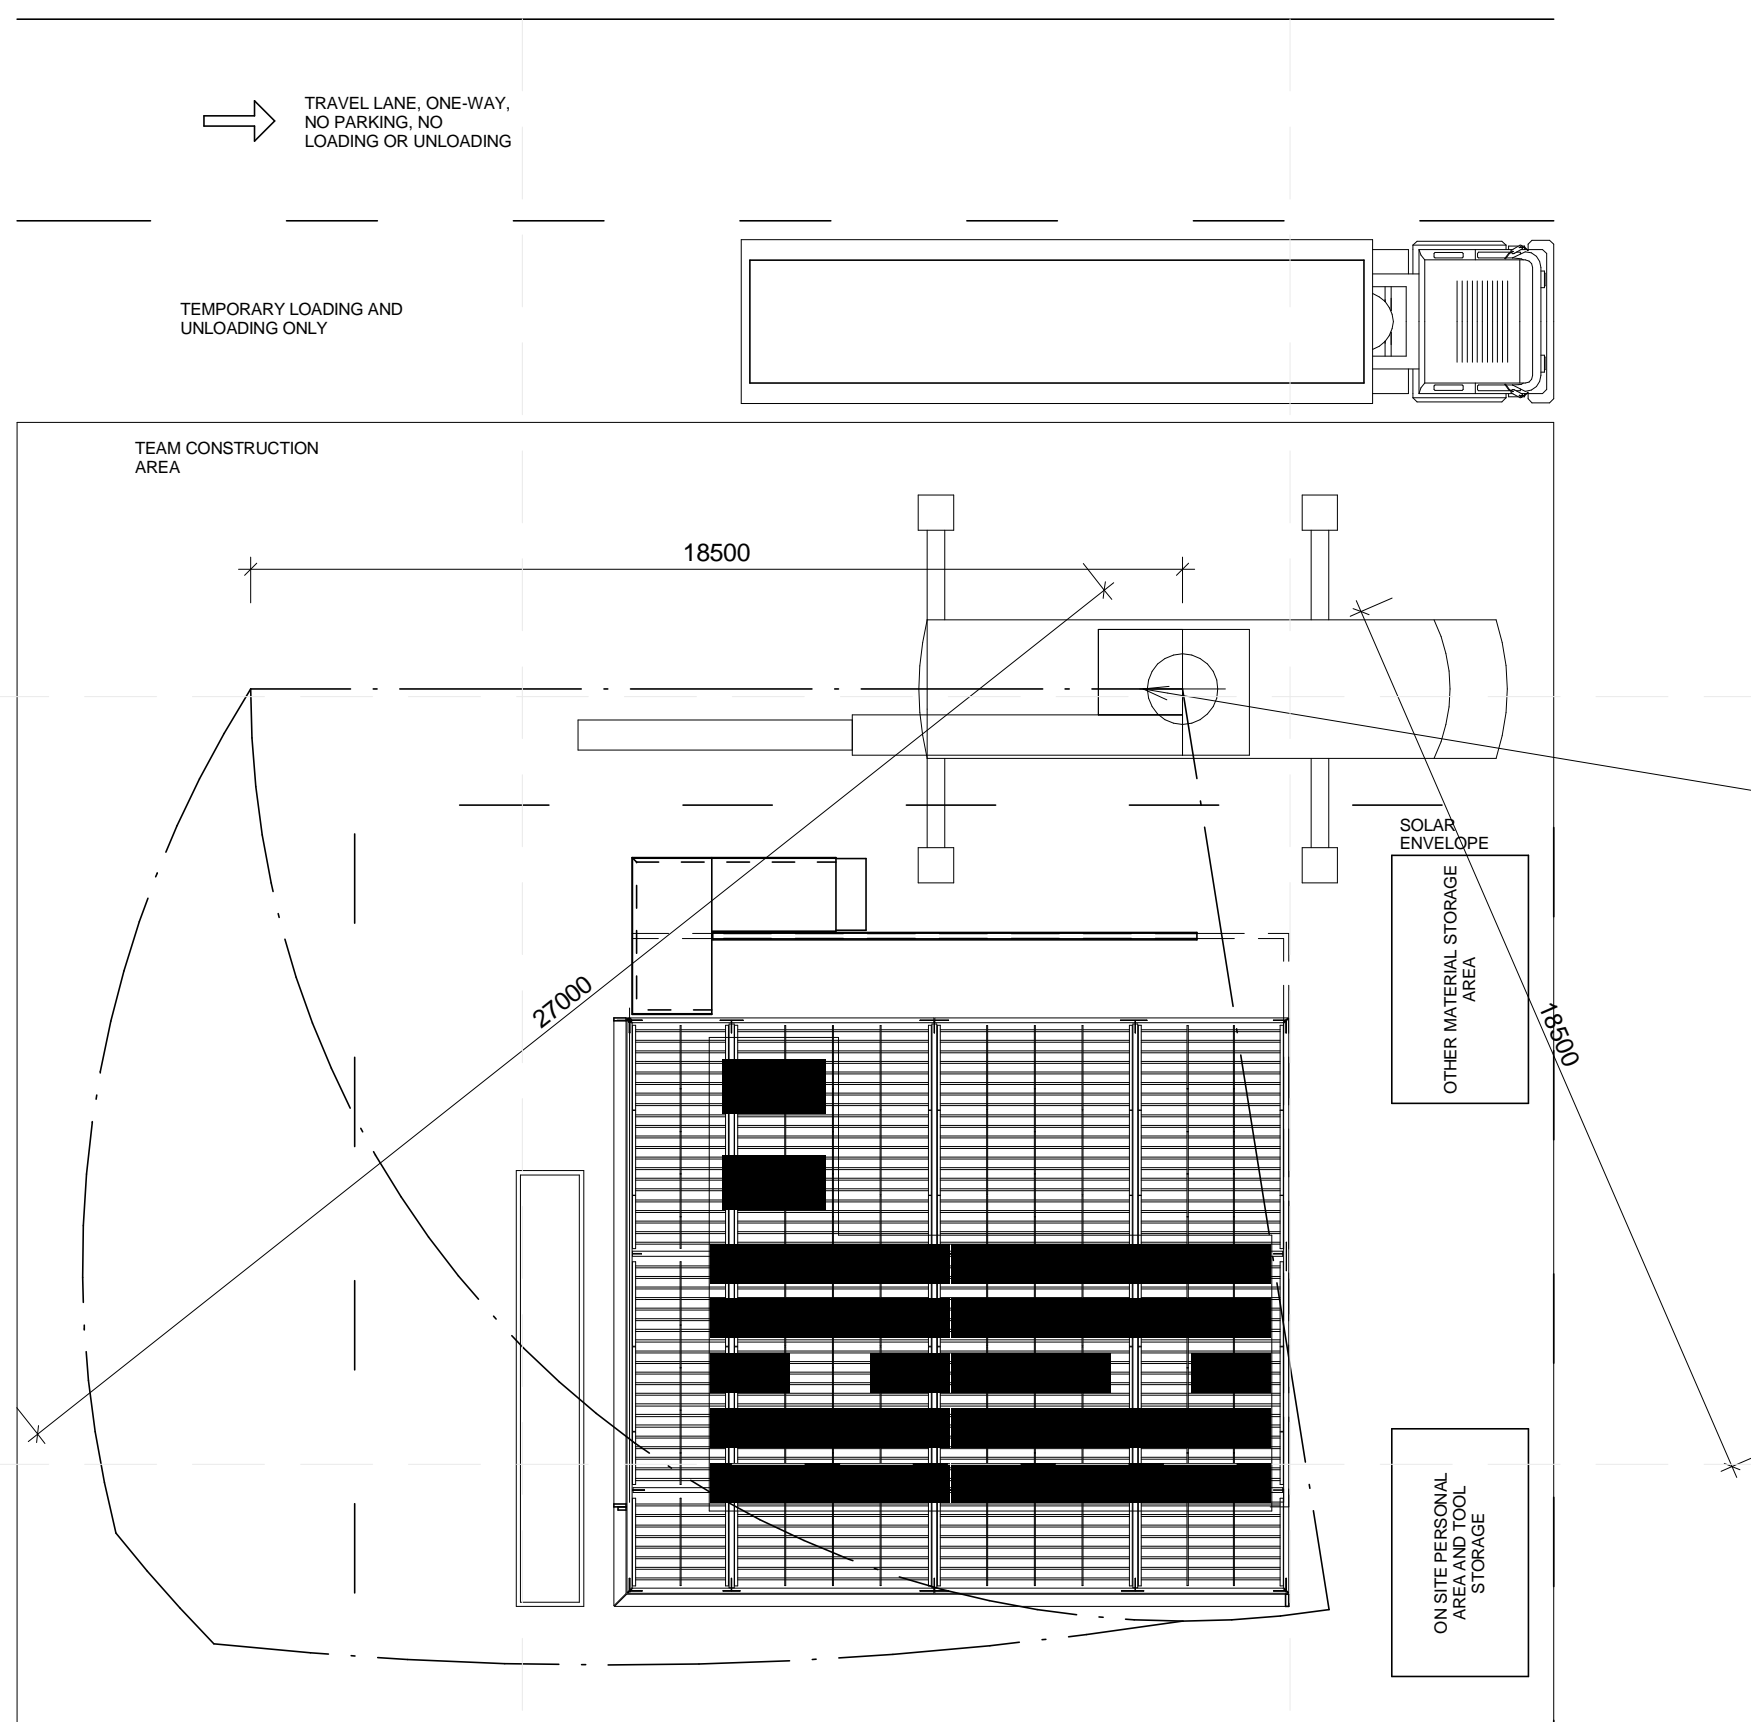 TRAVEL LANE, ONE-WAY,
NO PARKING, NO
LOADING OR UNLOADING
TEMPORARY LOADING AND
UNLOADING ONLY
TEAM CONSTRUCTION
AREA
18500
SOLAR
ENVELOPE
OTHER MATERIAL STORAGE
AREA
27000
18500
ON SITE PERSONAL
AREA AND TOOL
STORAGE